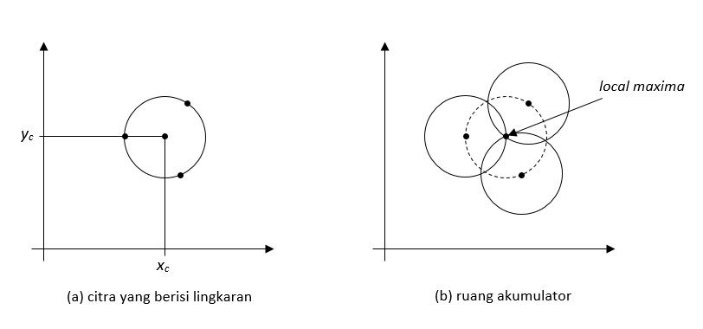 local maxima
yc
xc
(a) citra yang berisi lingkaran
(b) ruang akumulator